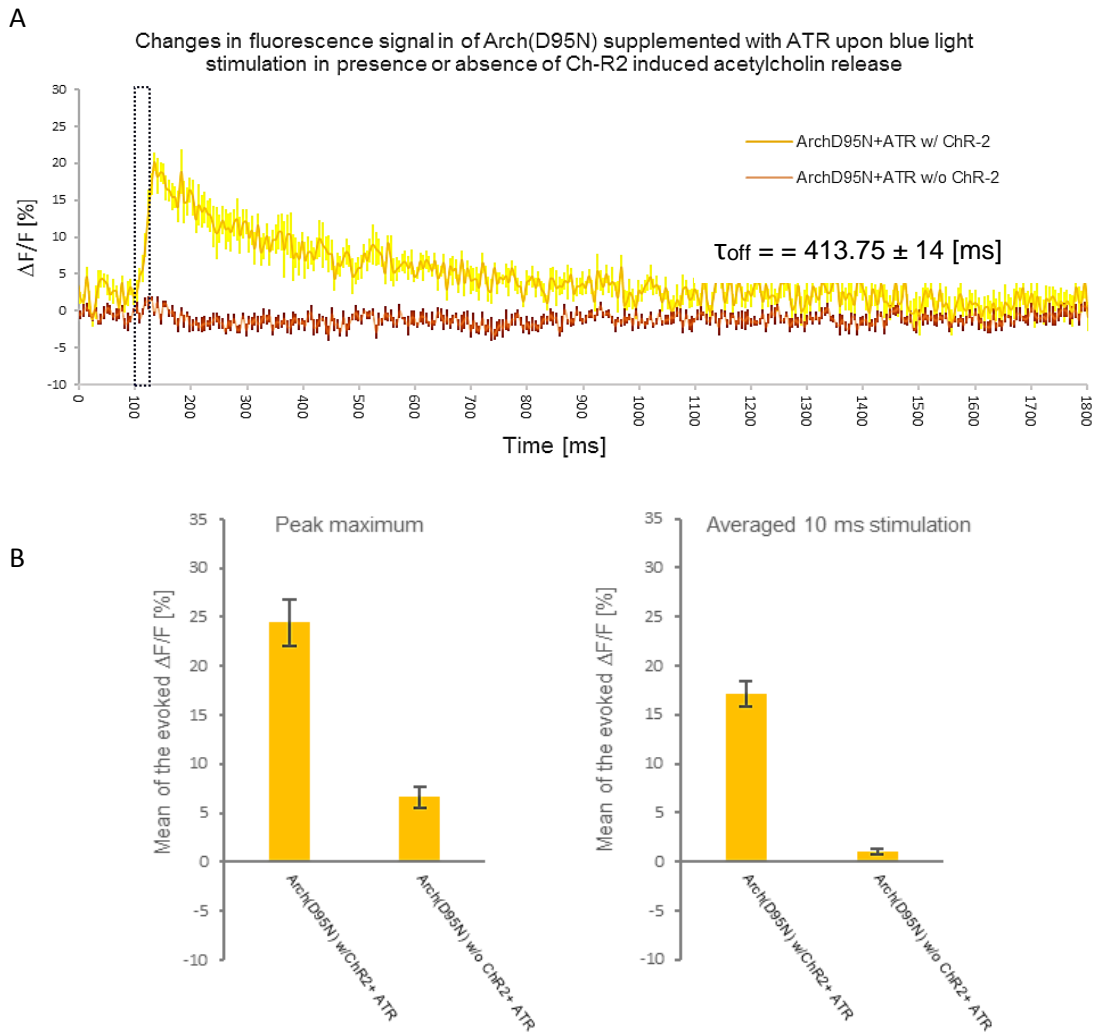 A
Changes in fluorescence signal in of Arch(D95N) supplemented with ATR upon blue light
stimulation in presence or absence of Ch-R2 induced acetylcholin release
30
25
20
15
10
5
0
-5
-10
ΔF/F [%]
ArchD95N+ATR w/ ChR-2
ArchD95N+ATR w/o ChR-2
τoff = = 413.75 ± 14 [ms]
0
100
200
300
400
500
600
700
800
900
1000
1100
1200
1300
1400
1500
1600
1700
1800
Time [ms]
B
Peak maximum
Mean of the evoked ΔF/F [%]
35
30
25
20
15
10
5
0
-5
-10
Arch(D95N) w/ChR2+ ATR
Arch(D95N) w/o ChR2+ ATR
Averaged 10 ms stimulation
Mean of the evoked ΔF/F [%]
35
30
25
20
15
10
5
0
-5
-10
Arch(D95N) w/ChR2+ ATR
Arch(D95N) w/o ChR2+ ATR